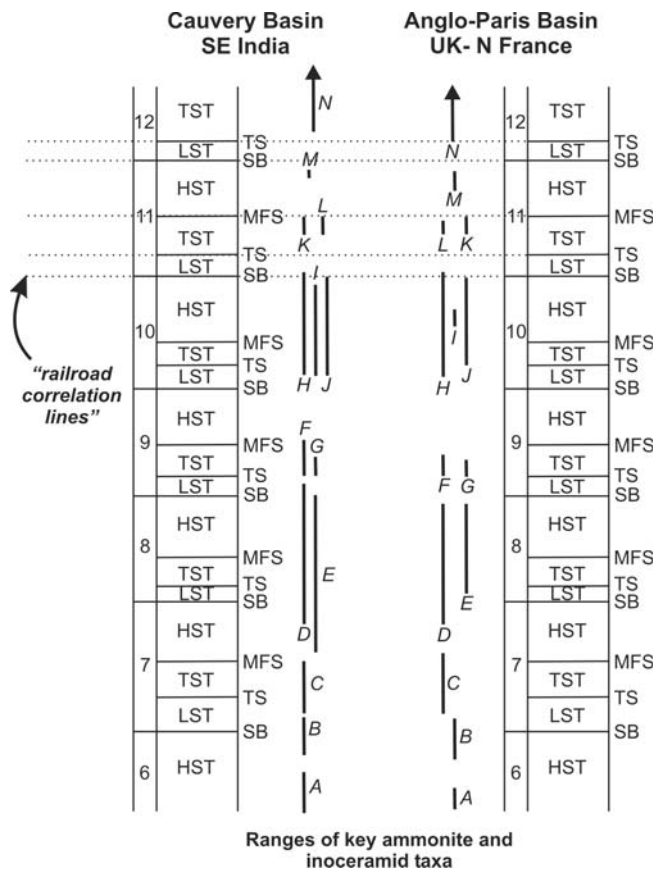 Cauvery Basin
SE India
Anglo-Paris Basin
UK- N France
12
TST
N
TST
12
LST
TS
M
N
LST
TS
SB
SB
HST
L
M
HST
11
MFS
11
MFS
TST
K
L
K
TST
TS
TS
LST
I
LST
SB
SB
HST
HST
10
I
10
MFS
MFS
TST
TST
TS
J
TS
LST
H
J
H
LST
SB
SB
"railroad
correlation
lines"
HST
F
HST
9
MFS
G
9
MFS
TST
TST
TS
TS
LST
F
G
LST
SB
SB
HST
HST
8
MFS
8
MFS
TST
E
TST
TS
TS
LST
E
LST
SB
SB
HST
D
D
HST
7
MFS
7
MFS
TST
C
C
TST
TS
TS
LST
LST
SB
B
B
SB
6
HST
6
HST
A
A
Ranges of key ammonite and
inoceramid taxa